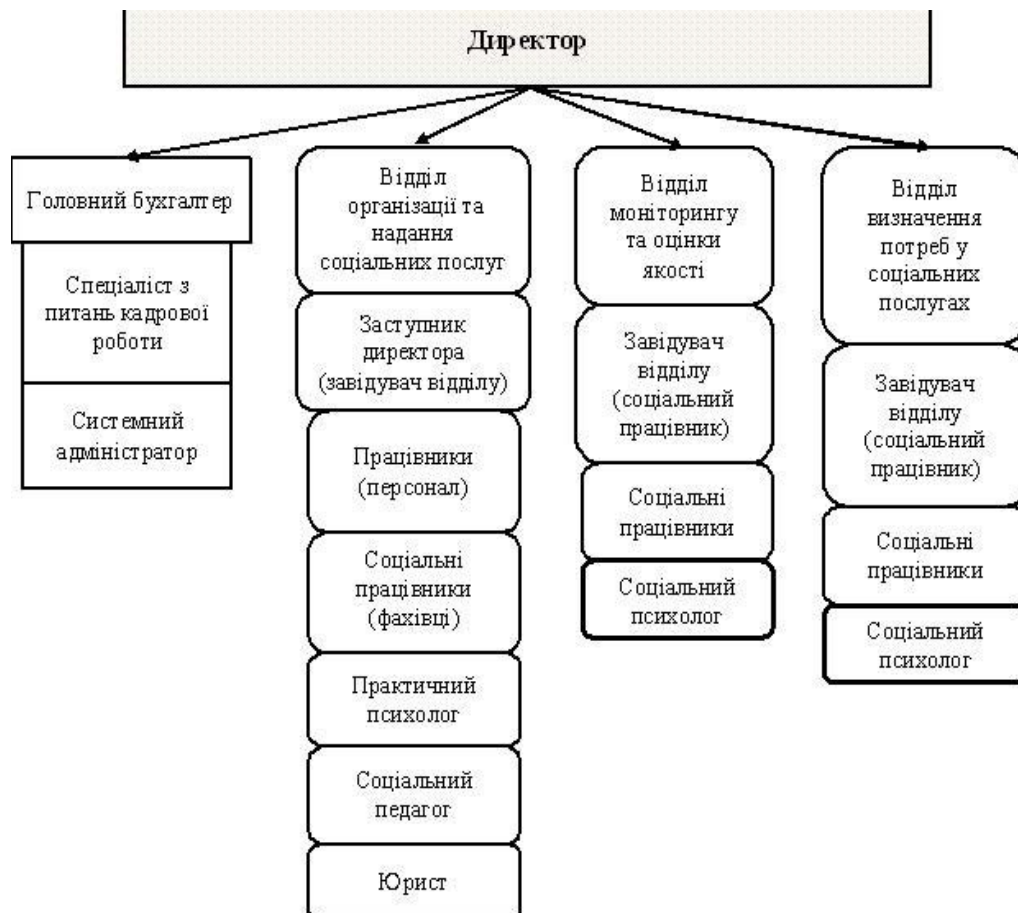 Директор
Головний бухгалтер
Спеціаліст з
питань кадрової
роботи
Системний
адміністратор
Відділ
організації та
надання
соціальних послуг
Заступник
директора
(завідувач відділу)
Працівники
(персонал)
Соціальні
працівники
(фахівці)
Практичний
психолог
Соціальний
педагог
Юрист
Відділ
моніторингу
та оцінки
якості
Завідувач
відділу
(соціальний
працівник)
Соціальні
працівники
Соціальний
психолог
Відділ
визначення
потреб у
соціальних
послугах
Завідувач
відділу
(соціальний
працівник)
Соціальні
працівники
Соціальний
психолог